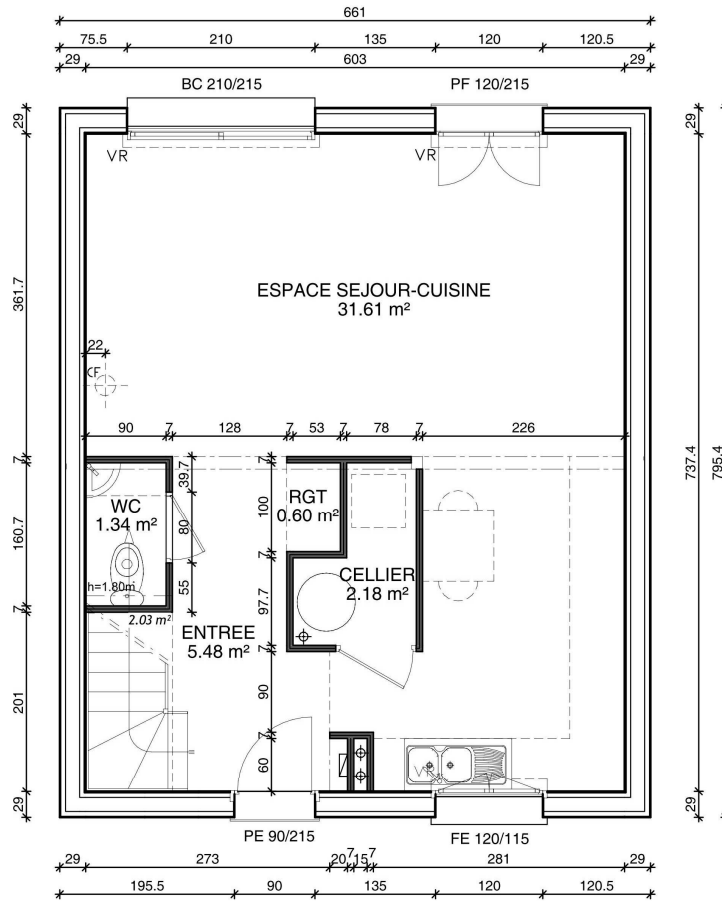 661
75.5 210 135 120 120.5
29 603 29
BC 210/215 PF 120/215
29 29
VR VR
ESPACE SEJOUR-CUISINE
31.61 m²
361.7
22
CF
737.4 795.4
90 7 128 7 53 7 78 7 226
7 39.7 7
WC
1.34 m²
RGT
0.60 m²
160.7
80 100
h=1.80m
55 7
CELLIER
2.18 m²
7
2.03 m²
97.7
ENTREE
5.48 m²
7
201
90
7
60
VR
29 29
PE 90/215 FE 120/115
29 273 20 7 15 7 281 29
195.5 90 135 120 120.5